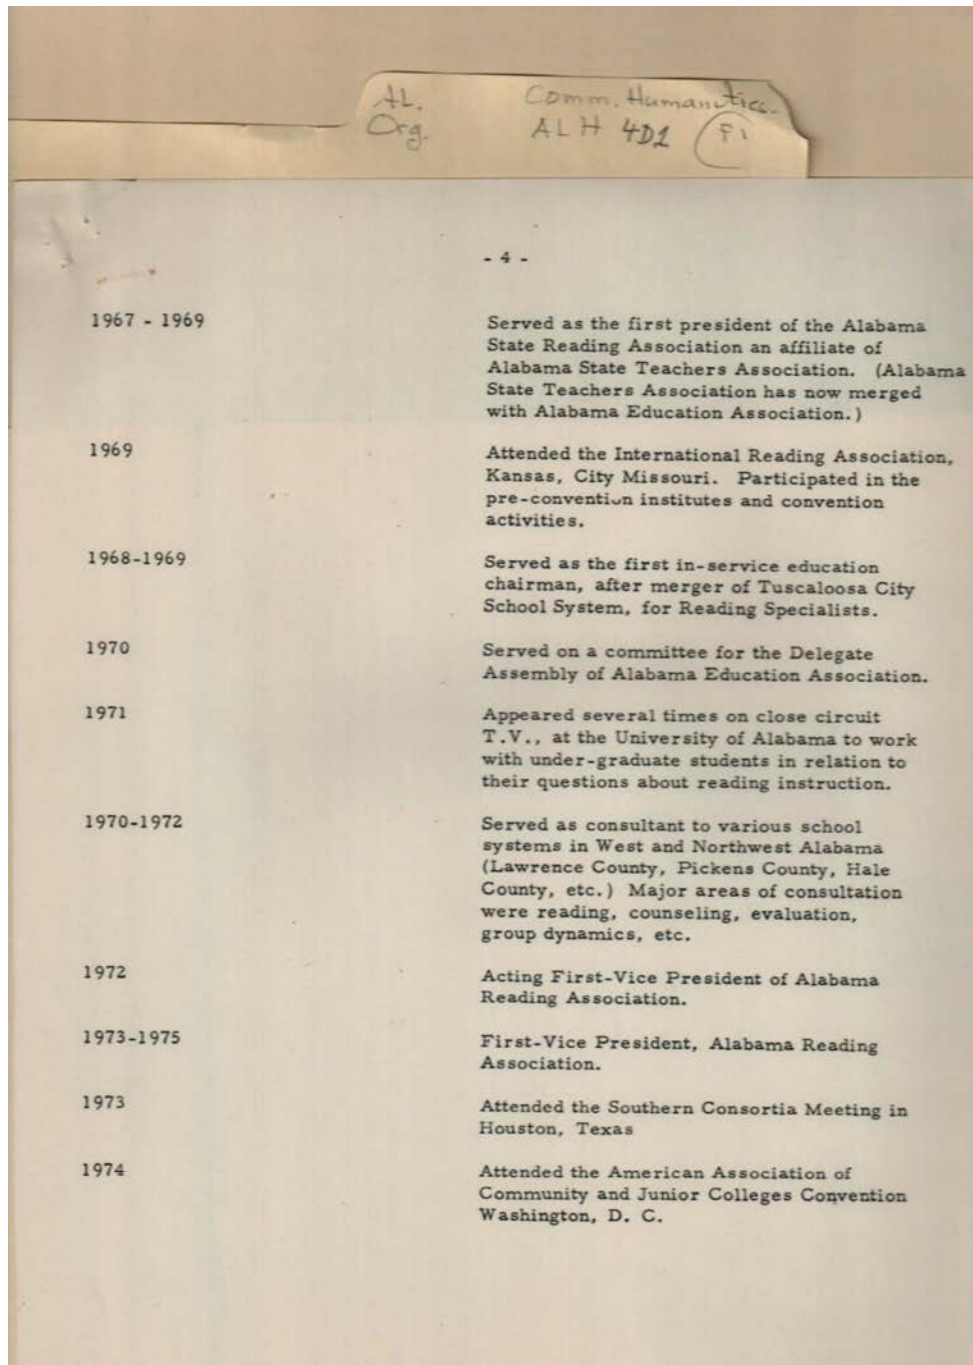 AL. Comm. Humanities.
Org. ALH 4D1 F1
- 4 -
1967 - 1969 Served as the first president of the Alabama
State Reading Association an affiliate of
Alabama State Teachers Association. (Alabama
State Teachers Association has now merged
with Alabama Education Association.)
1969 Attended the International Reading Association,
Kansas, City Missouri. Participated in the
pre-convention institutes and convention
activities.
1968-1969 Served as the first in-service education
chairman, after merger of Tuscaloosa City
School System, for Reading Specialists.
1970 Served on a committee for the Delegate
Assembly of Alabama Education Association.
1971 Appeared several times on close circuit
T.V., at the University of Alabama to work
with under-graduate students in relation to
their questions about reading instruction.
1970-1972 Served as consultant to various school
systems in West and Northwest Alabama
(Lawrence County, Pickens County, Hale
County, etc.) Major areas of consultation
were reading, counseling, evaluation,
group dynamics, etc.
1972 Acting First-Vice President of Alabama
Reading Association.
1973-1975 First-Vice President, Alabama Reading
Association.
1973 Attended the Southern Consortia Meeting in
Houston, Texas
1974 Attended the American Association of
Community and Junior Colleges Convention
Washington, D. C.